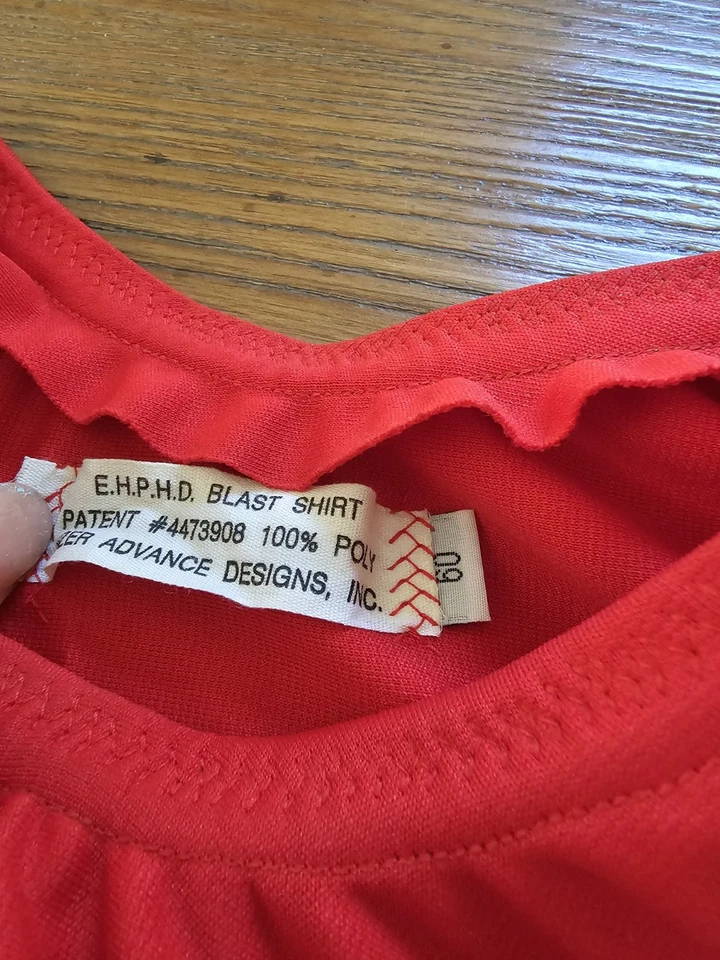 E.H.P.H.D. BLAST SHIRT
PATENT #4473908 100% POLY
ADVANCE DESIGNS, INC.
60